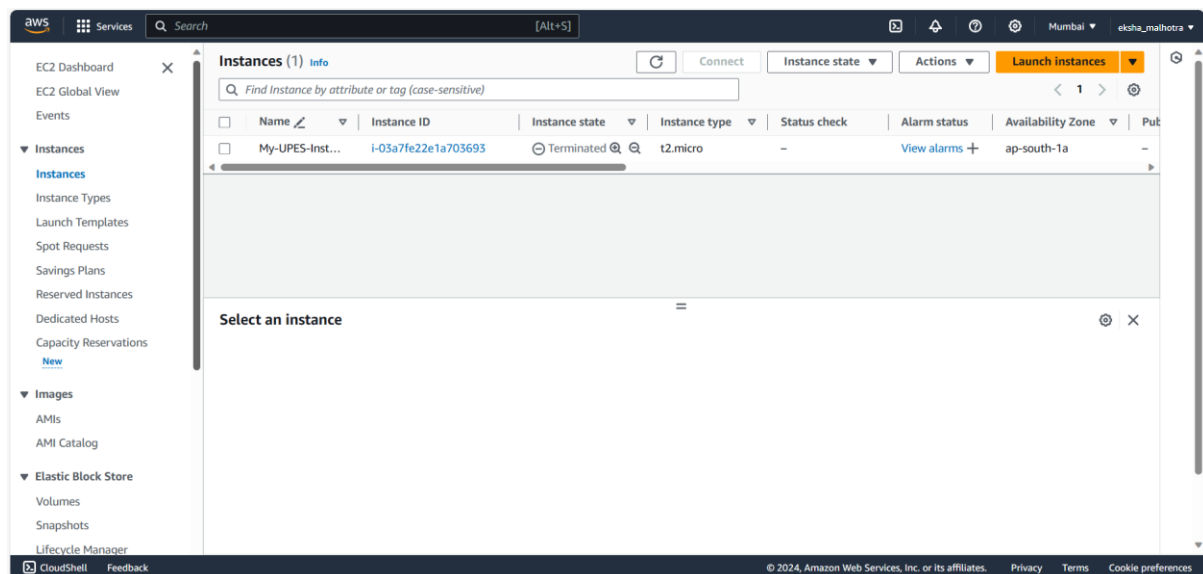 aws Services Search [Alt+S] Mumbai eksha_malhotra
EC2 Dashboard
EC2 Global View
Events
Instances
Instances
Instance Types
Launch Templates
Spot Requests
Savings Plans
Reserved Instances
Dedicated Hosts
Capacity Reservations
New
Images
AMIs
AMI Catalog
Elastic Block Store
Volumes
Snapshots
Lifecycle Manager
Instances (1) Info Connect Instance state Actions Launch instances
Find Instance by attribute or tag (case-sensitive) 1
Name Instance ID Instance state Instance type Status check Alarm status Availability Zone Pub
My-UPES-Inst... i-03a7fe22e1a703693 Terminated t2.micro – View alarms + ap-south-1a –
Select an instance
CloudShell Feedback © 2024, Amazon Web Services, Inc. or its affiliates. Privacy Terms Cookie preferences